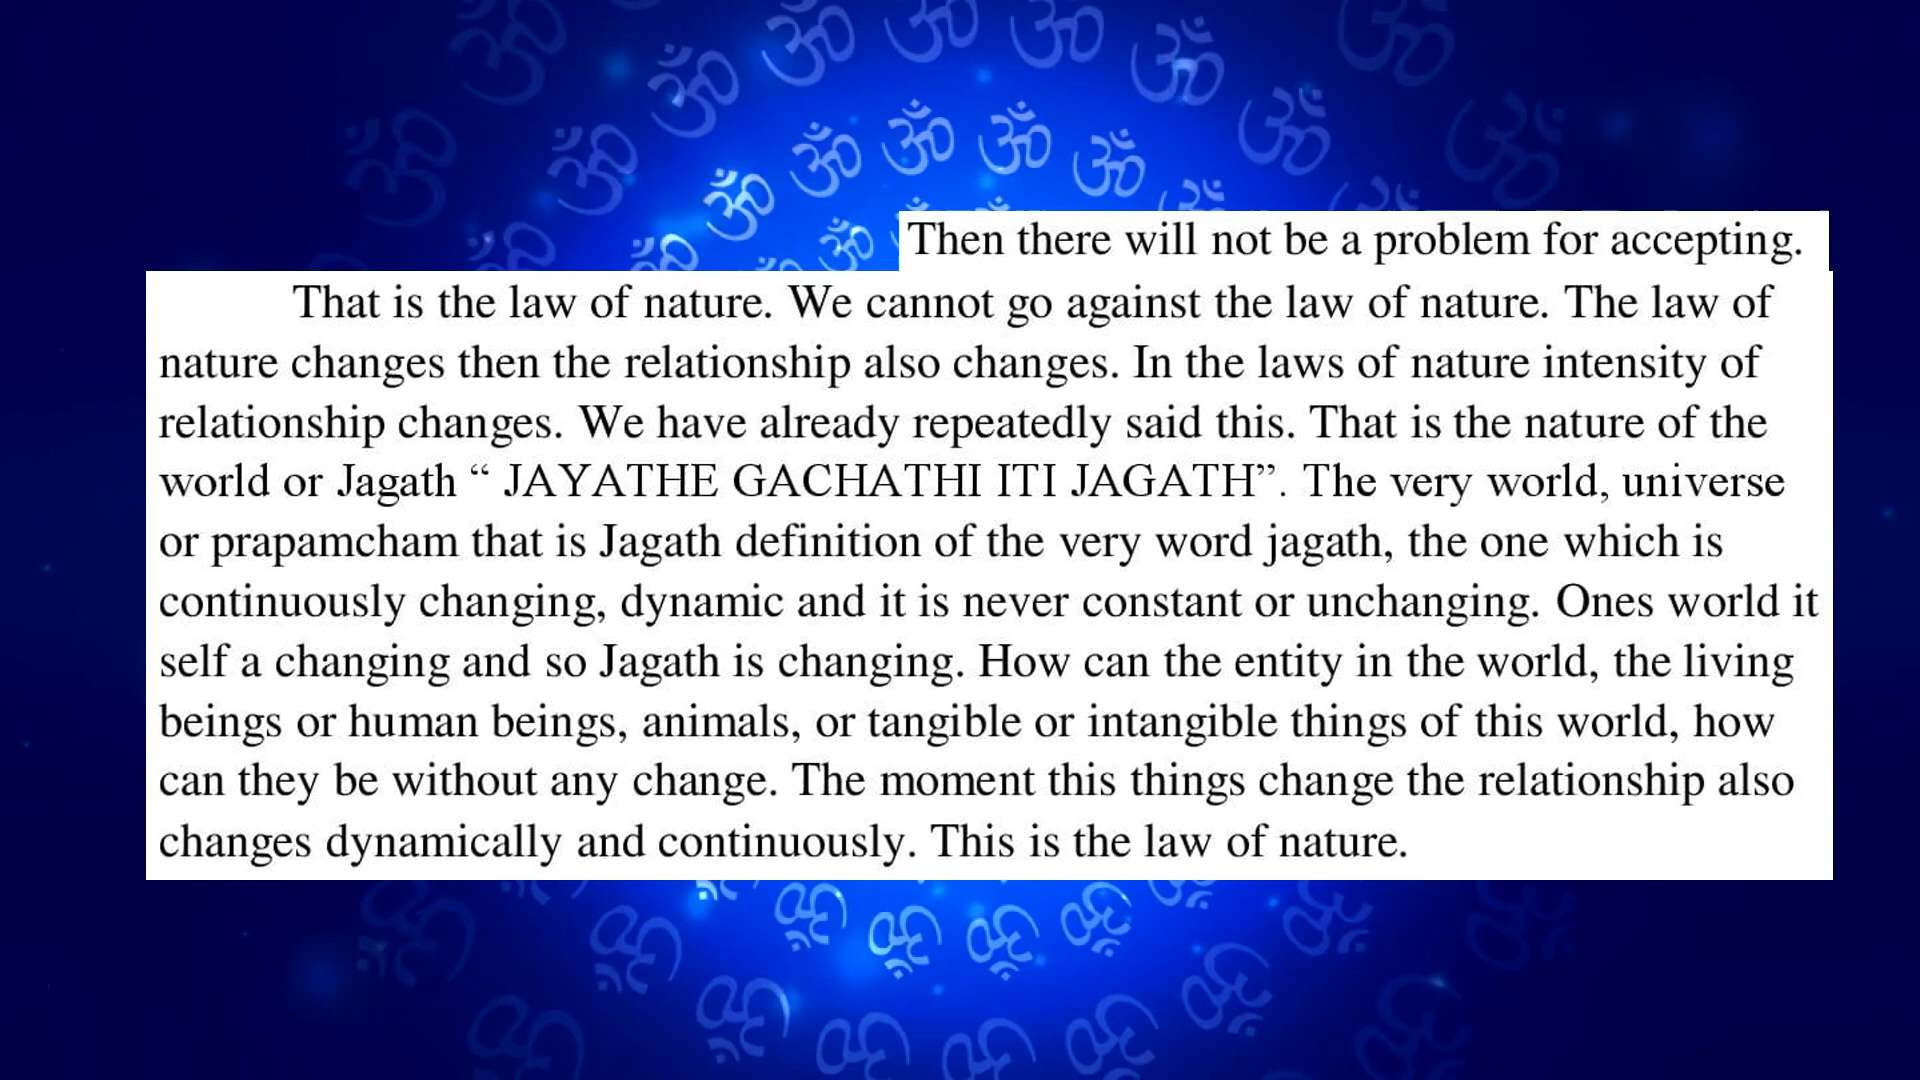 Then there will not be a problem for accepting.
That is the law of nature. We cannot go against the law of nature. The law of
nature changes then the relationship also changes. In the laws of nature intensity of
relationship changes. We have already repeatedly said this. That is the nature of the
world or Jagath “ JAYATHE GACHATHI ITI JAGATH”. The very world, universe
or prapamcham that is Jagath definition of the very word jagath, the one which is
continuously changing, dynamic and it is never constant or unchanging. Ones world it
self a changing and so Jagath is changing. How can the entity in the world, the living
beings or human beings, animals, or tangible or intangible things of this world, how
can they be without any change. The moment this things change the relationship also
changes dynamically and continuously. This is the law of nature.